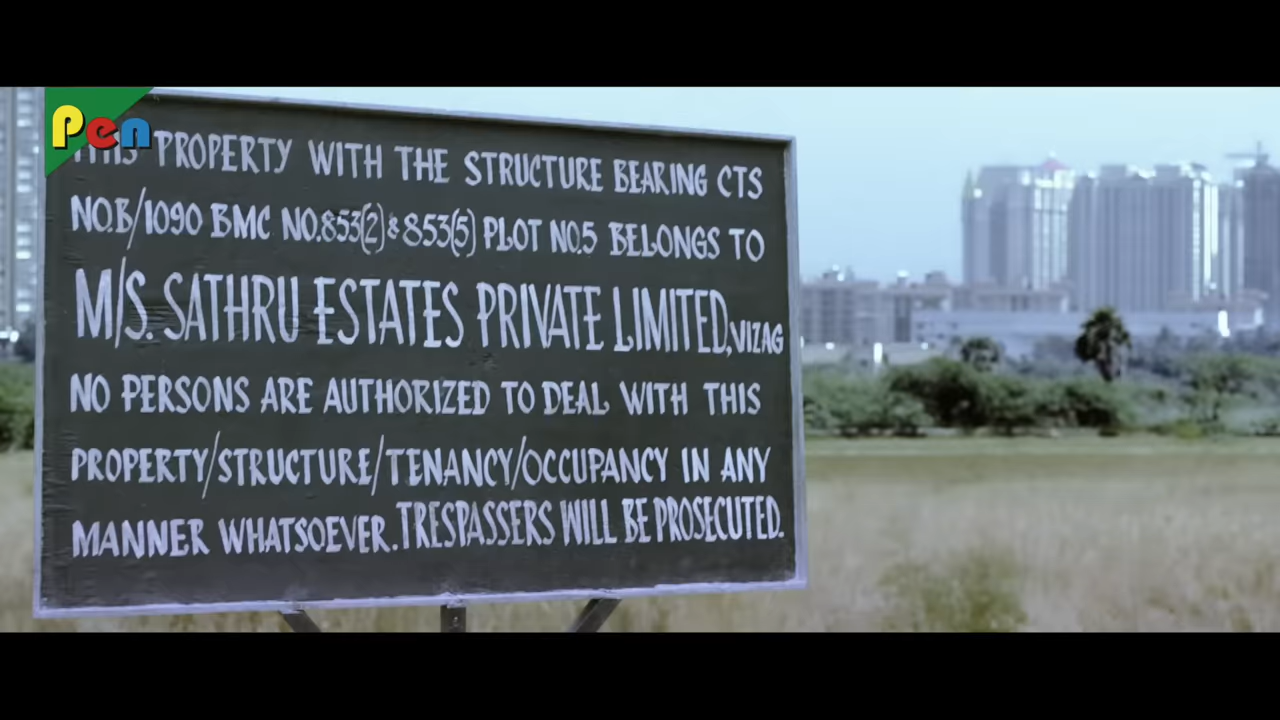 Pen
THIS PROPERTY WITH THE STRUCTURE BEARING CTS
NO.B/1090 BMC NO.853(2)&853(5) PLOT NO.5 BELONGS TO
M/S. SATHRU ESTATES PRIVATE LIMITED,VIZAG
NO PERSONS ARE AUTHORIZED TO DEAL WITH THIS
PROPERTY/STRUCTURE/TENANCY/OCCUPANCY IN ANY
MANNER WHATSOEVER.TRESPASSERS WILL BE PROSECUTED.